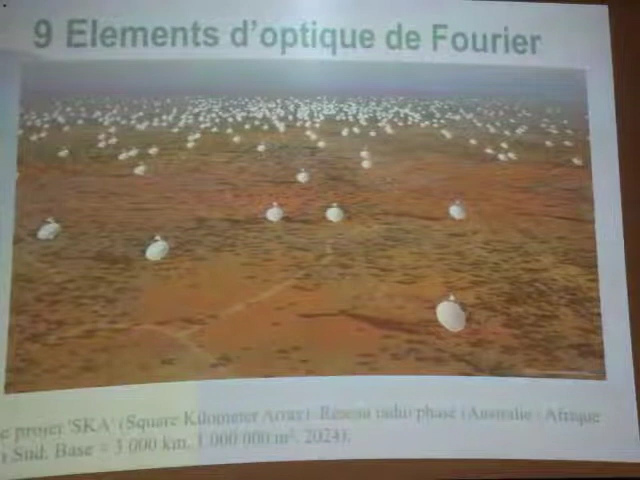 9 Elements d'optique de Fourier
e projet 'SKA' (Square Kilometer Array). Réseau radio phasé (Australie - Afrique
u Sud. Base = 3 000 km, 1 000 000 m², 2024).